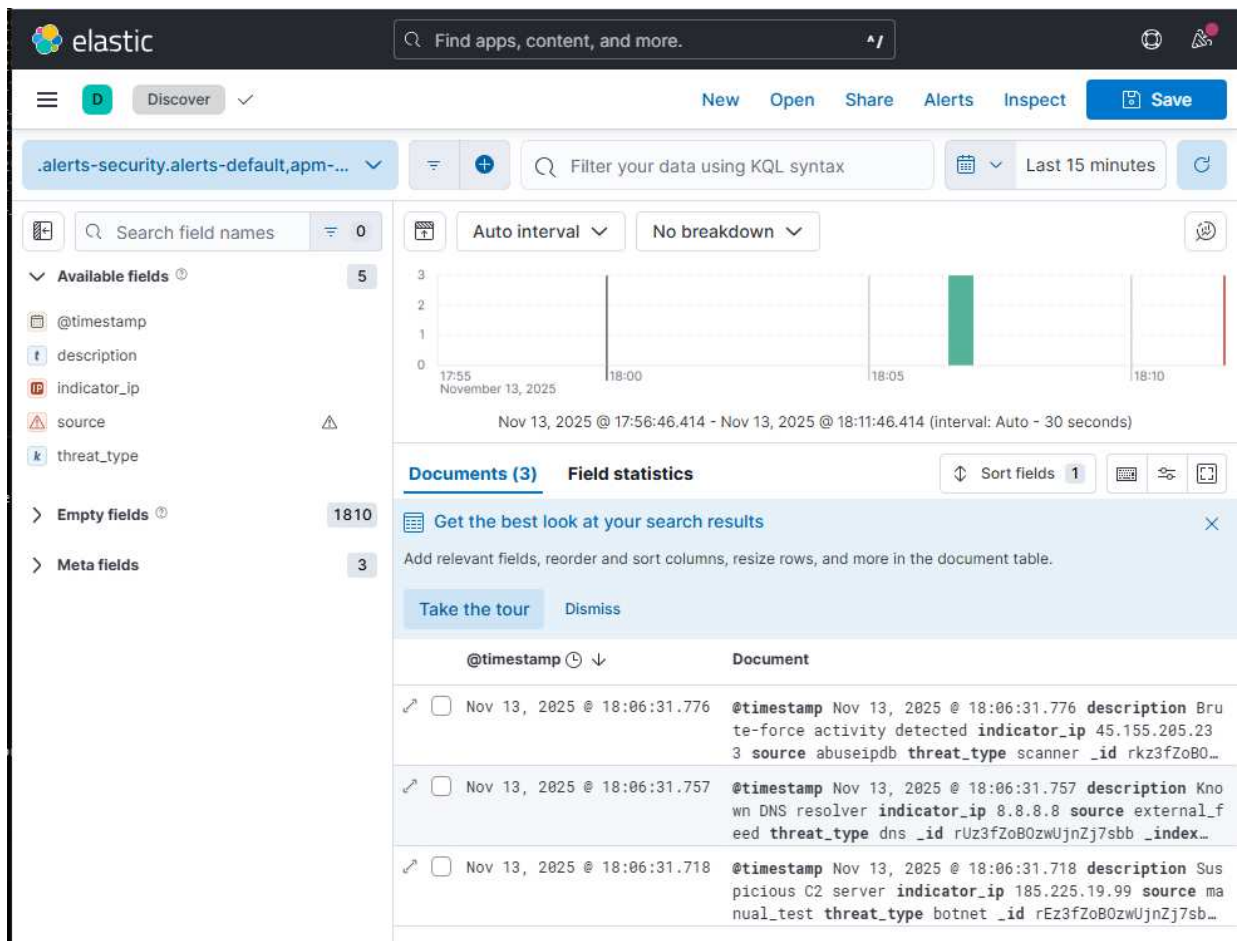 elastic
Find apps, content, and more.
^/
D
Discover
New
Open
Share
Alerts
Inspect
Save
.alerts-security.alerts-default,apm-...
Filter your data using KQL syntax
Last 15 minutes
Search field names
0
Auto interval
No breakdown
Available fields
5
@timestamp
t description
IP indicator_ip
source
k threat_type
Empty fields
1810
Meta fields
3
3
2
1
0
17:55
November 13, 2025
18:00
18:05
18:10
Nov 13, 2025 @ 17:56:46.414 - Nov 13, 2025 @ 18:11:46.414 (interval: Auto - 30 seconds)
Documents (3)
Field statistics
Sort fields 1
Get the best look at your search results
Add relevant fields, reorder and sort columns, resize rows, and more in the document table.
Take the tour
Dismiss
@timestamp
Document
Nov 13, 2025 @ 18:06:31.776
@timestamp Nov 13, 2025 @ 18:06:31.776 description Bru
te-force activity detected indicator_ip 45.155.205.23
3 source abuseipdb threat_type scanner _id rkz3fZoBO…
Nov 13, 2025 @ 18:06:31.757
@timestamp Nov 13, 2025 @ 18:06:31.757 description Kno
wn DNS resolver indicator_ip 8.8.8.8 source external_f
eed threat_type dns _id rUz3fZoBOzwUjnZj7sbb _index…
Nov 13, 2025 @ 18:06:31.718
@timestamp Nov 13, 2025 @ 18:06:31.718 description Sus
picious C2 server indicator_ip 185.225.19.99 source ma
nual_test threat_type botnet _id rEz3fZoBOzwUjnZj7sb…